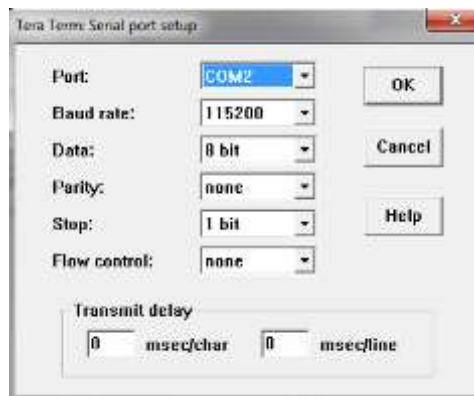 Tera Term: Serial port setup
Port: COM2 OK
Baud rate: 115200
Data: 8 bit Cancel
Parity: none
Stop: 1 bit Help
Flow control: none
Transmit delay
0 msec/char 0 msec/line